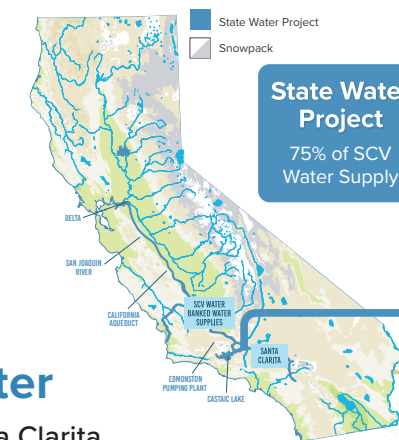 State Water Project
Snowpack
State Wate
Project
75% of SCV
Water Supply
DELTA
SAN JOAQUIN
RIVER
CALIFORNIA
AQUEDUCT
SCV WATER
BANKED WATER
SUPPLIES
SANTA
CLARITA
EDMONSTON
PUMPING PLANT
CASTAIC LAKE
ter
a Clarita